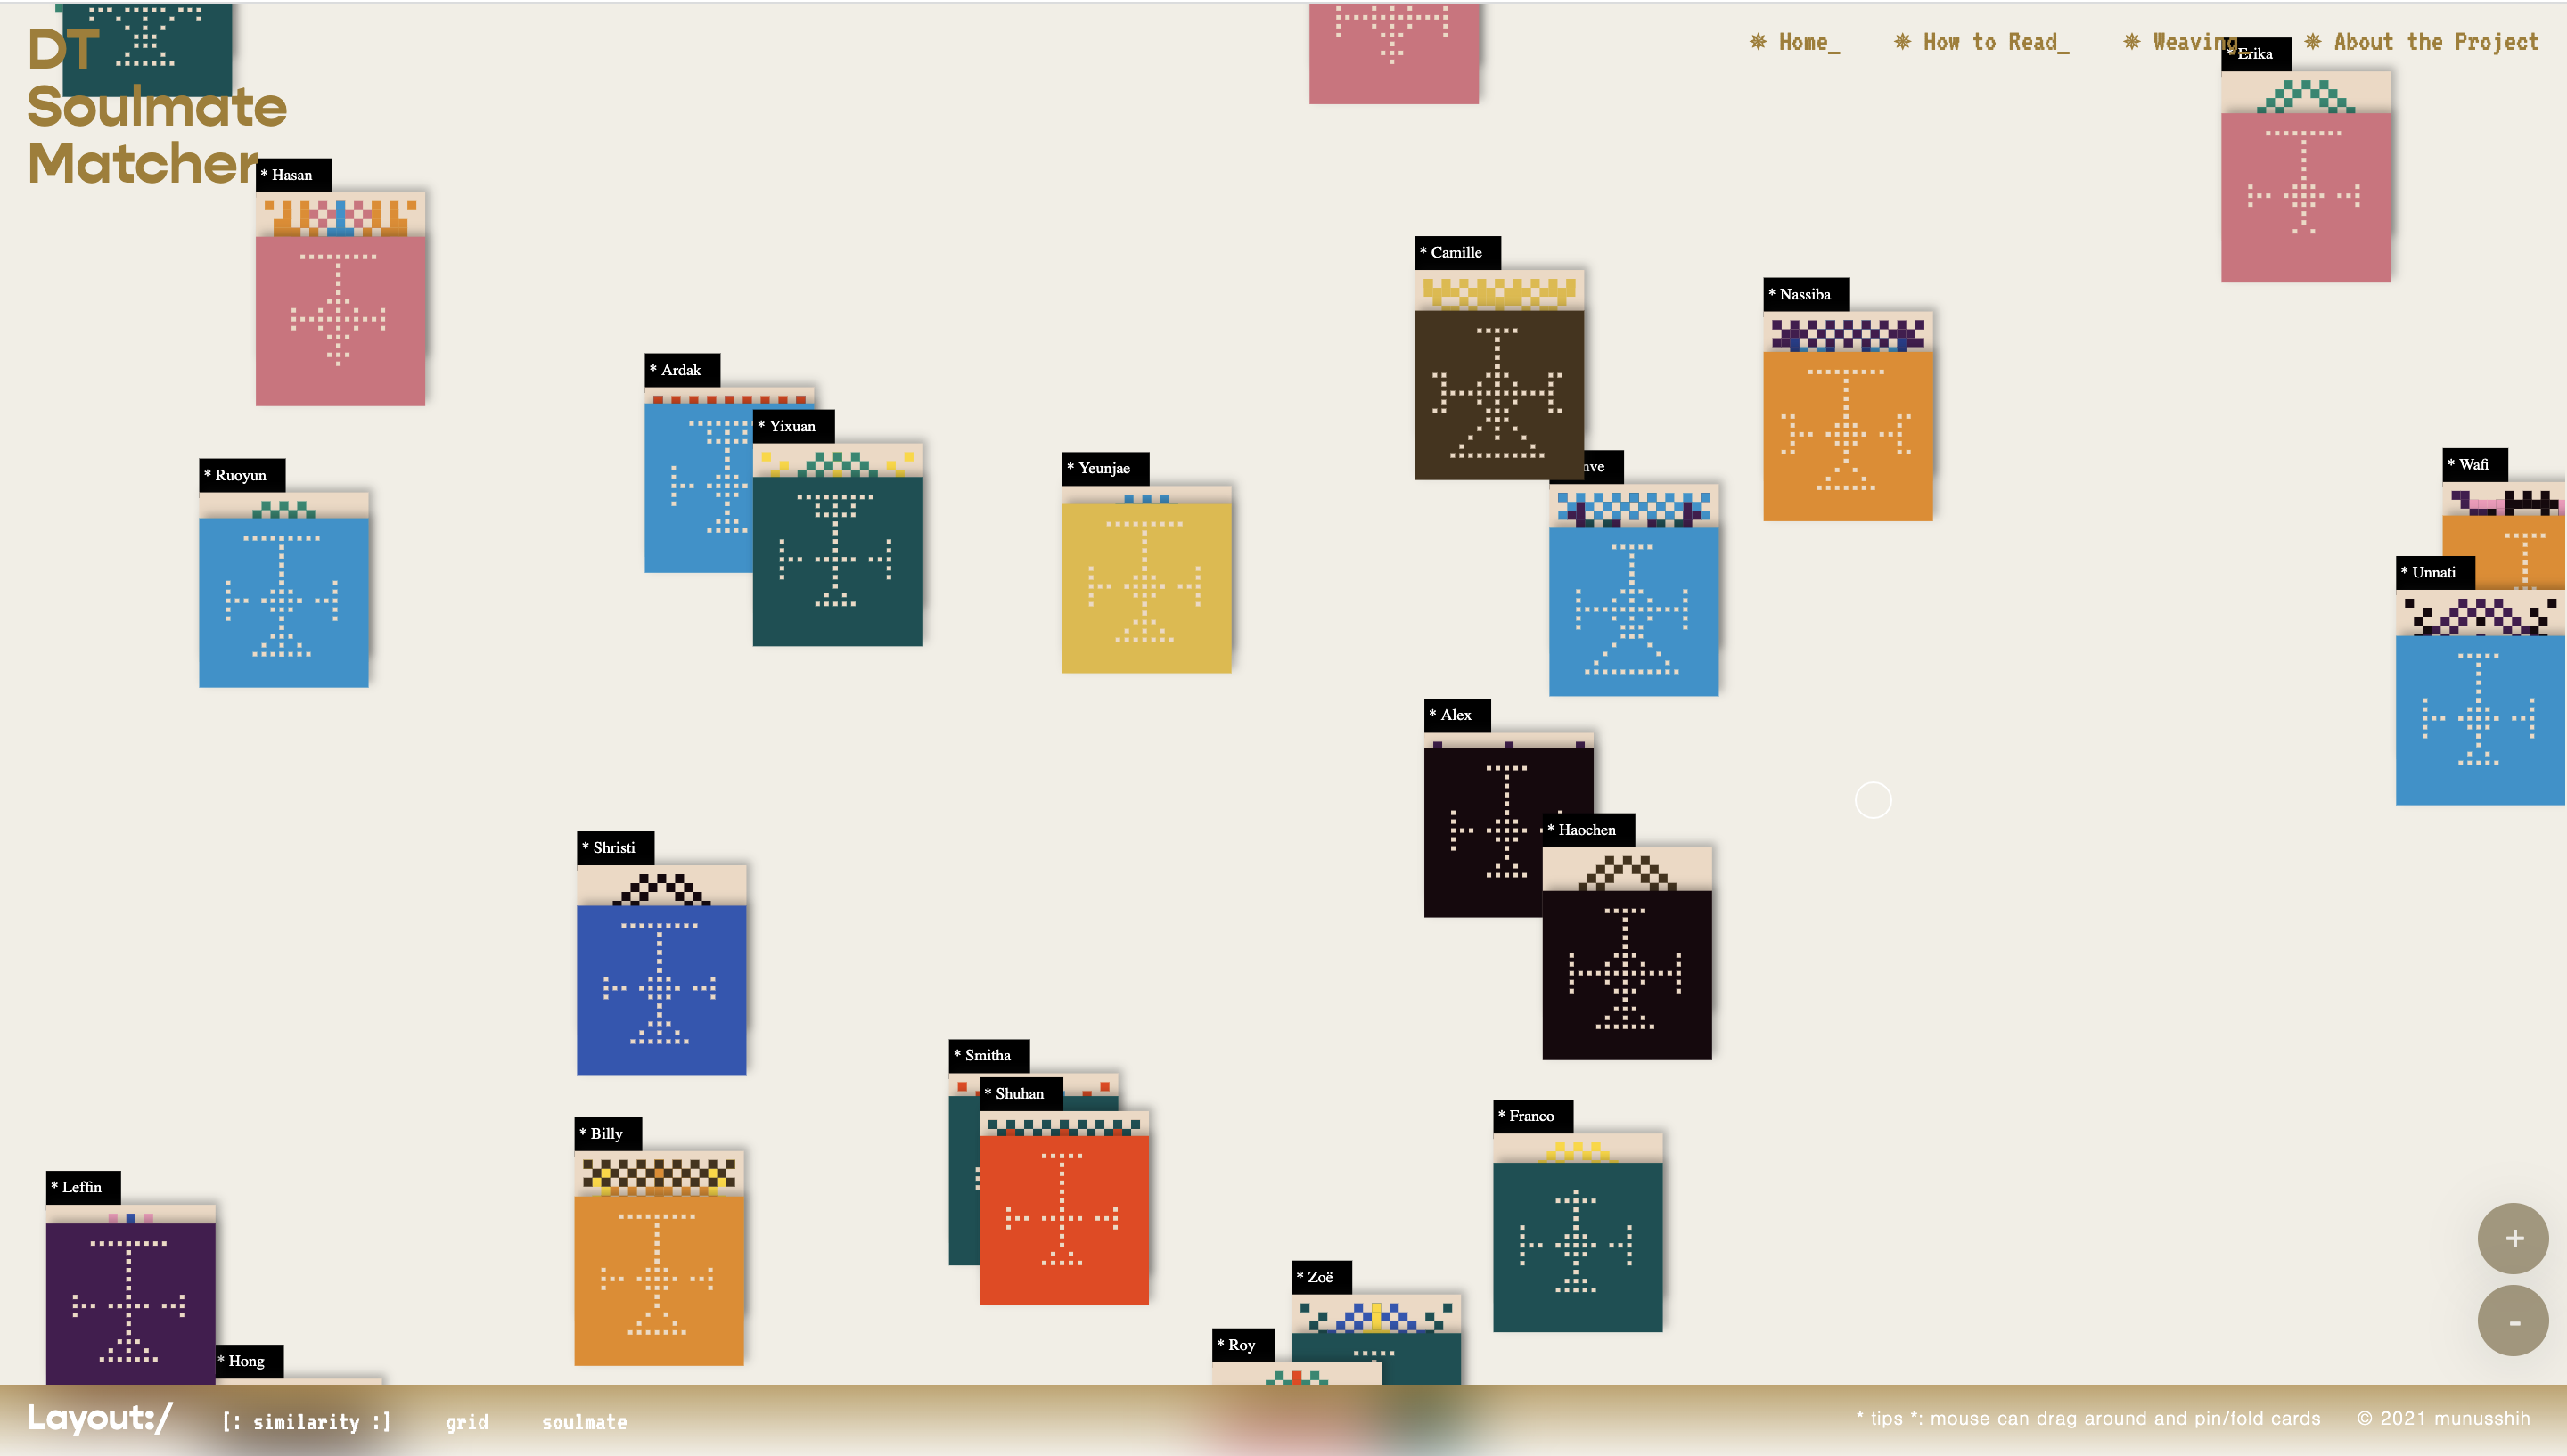 DT
Soulmate
Matcher
✵ Home_
✵ How to Read_
✵ Weaving_
✵ About the Project
* Erika
* Hasan
* Camille
* Nassiba
* Ardak
* Yixuan
* Yeunjae
* Ruoyun
* Wafi
* Unnati
* Alex
* Haochen
* Shristi
* Smitha
* Shuhan
* Franco
* Billy
* Leffin
* Zoë
* Roy
* Hong
+
-
Layout:/
[: similarity :]
grid
soulmate
* tips *: mouse can drag around and pin/fold cards
© 2021 munusshih